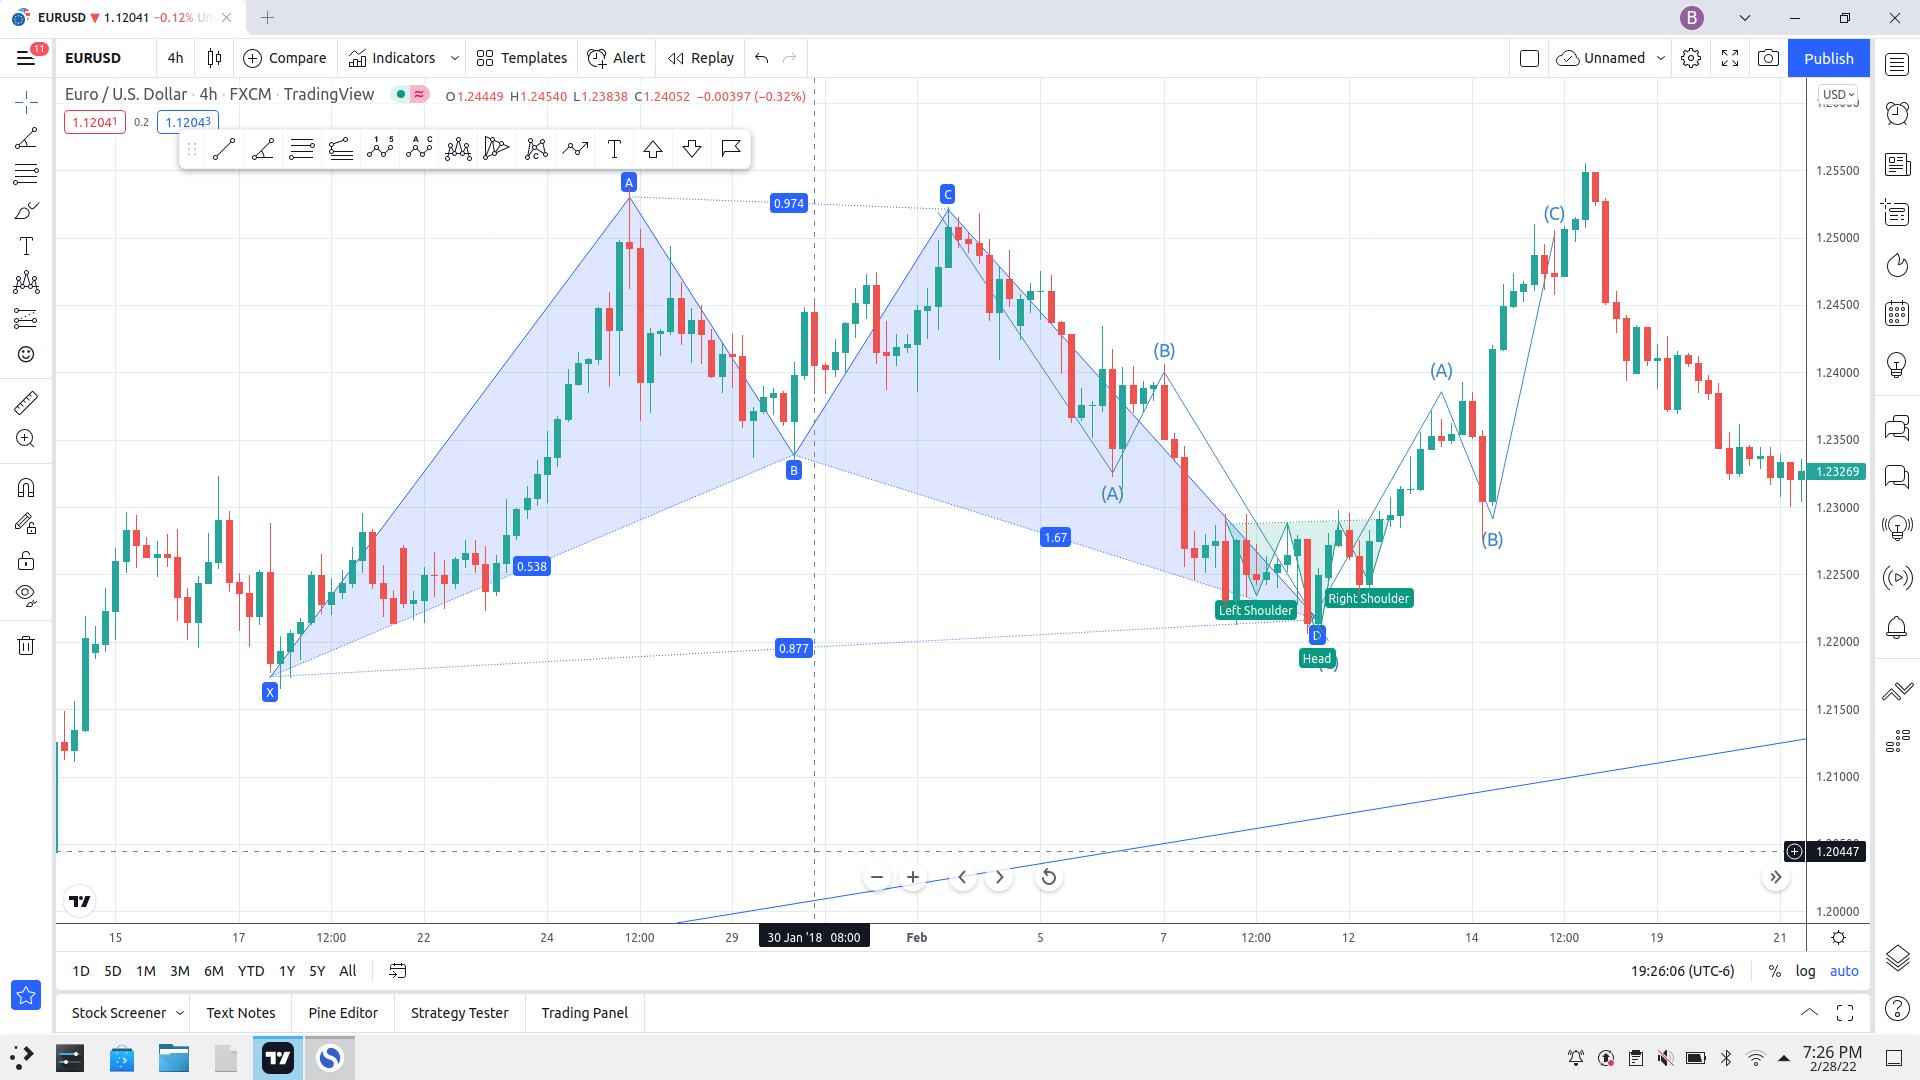 EURUSD ▼ 1.12041 −0.12% Un
B
11
EURUSD 4h Compare Indicators Templates Alert Replay Unnamed Publish
Euro / U.S. Dollar · 4h · FXCM · TradingView O1.24449 H1.24540 L1.23838 C1.24052 −0.00397 (−0.32%)
USD
1.12041 0.2 1.12043
1 5 A C T
T
A
0.974
C
(C)
(B)
(A)
B
(A)
1.67
(B)
0.538
Left Shoulder
Right Shoulder
D
0.877
Head
X
1.25500
1.25000
1.24500
1.24000
1.23500
1.23269
1.23000
1.22500
1.22000
1.21500
1.21000
1.20447
1.20000
15 17 12:00 22 24 12:00 29 30 Jan '18 08:00 Feb 5 7 12:00 12 14 12:00 19 21
1D 5D 1M 3M 6M YTD 1Y 5Y All 19:26:06 (UTC-6) % log auto
Stock Screener Text Notes Pine Editor Strategy Tester Trading Panel
7:26 PM
2/28/22